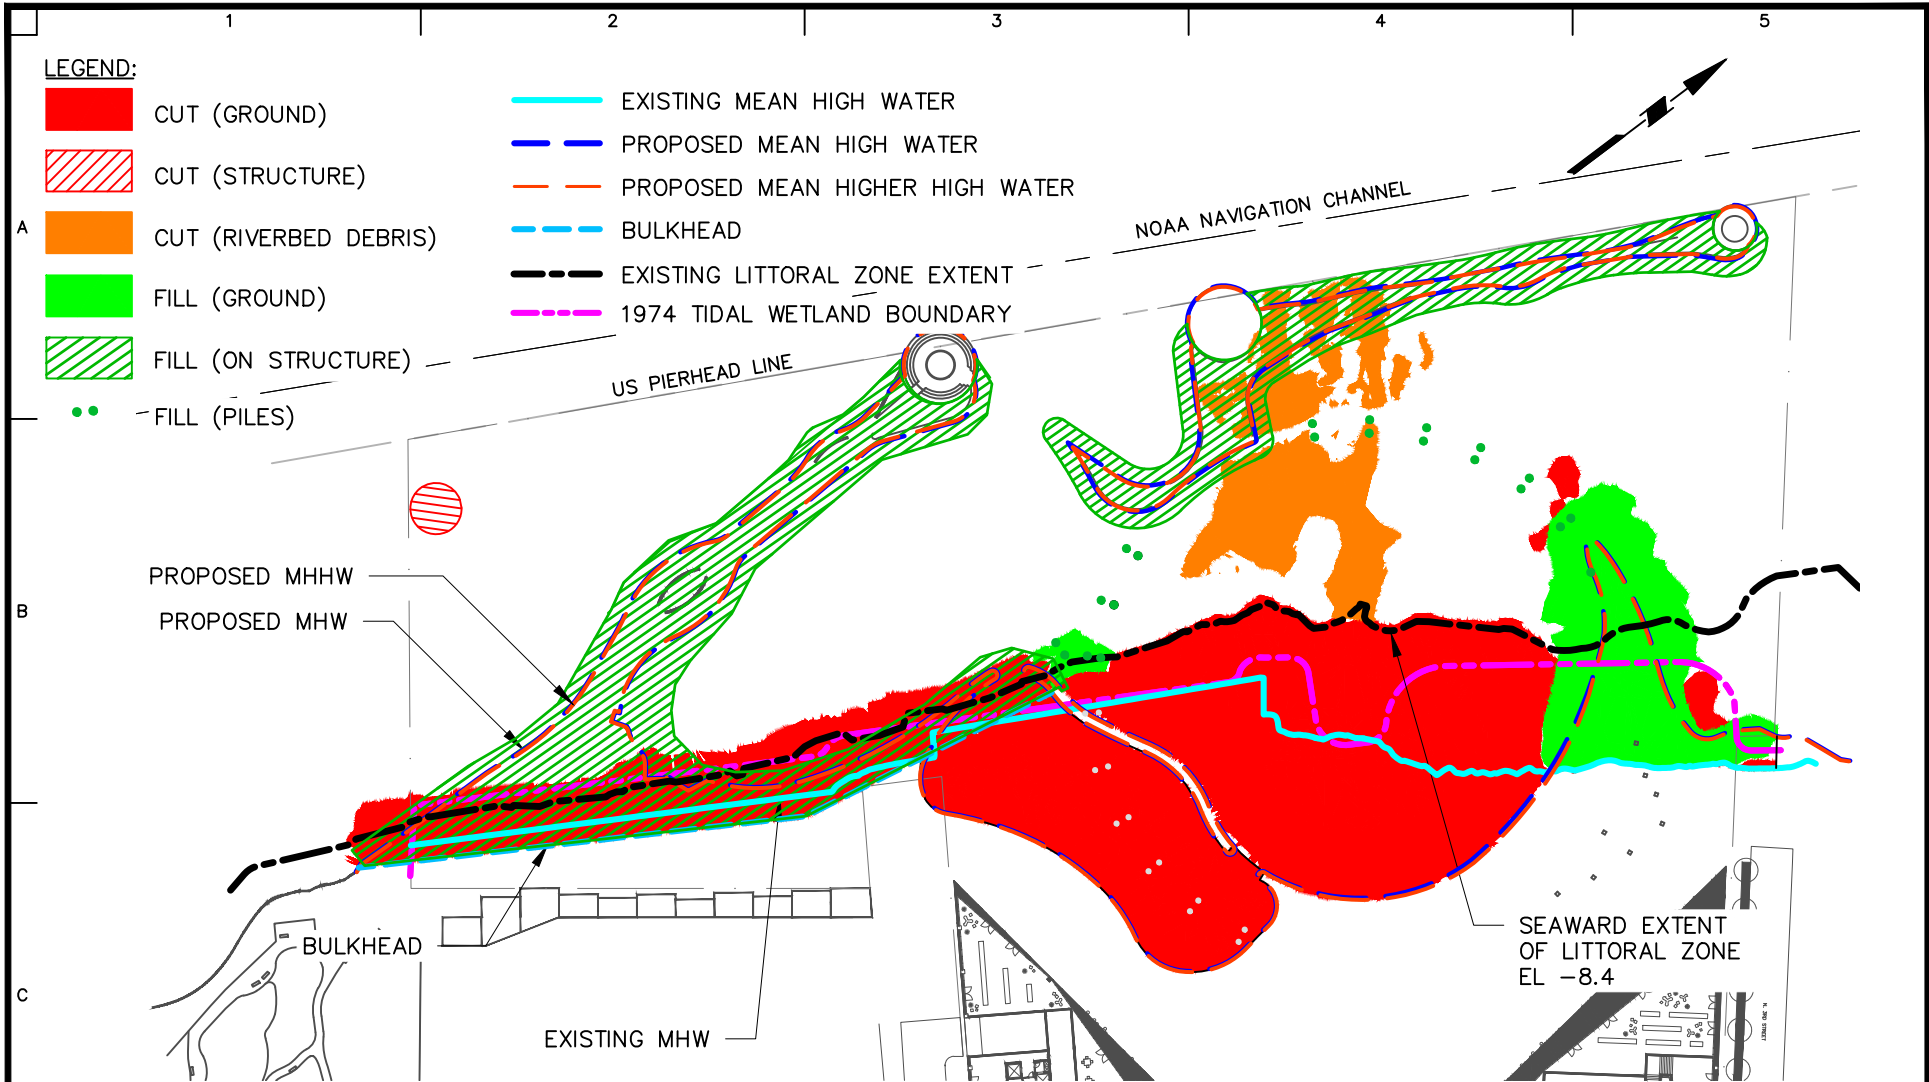 1 2 3 4 5
LEGEND:
CUT (GROUND)
CUT (STRUCTURE)
CUT (RIVERBED DEBRIS)
FILL (GROUND)
FILL (ON STRUCTURE)
FILL (PILES)
EXISTING MEAN HIGH WATER
PROPOSED MEAN HIGH WATER
PROPOSED MEAN HIGHER HIGH WATER
BULKHEAD
EXISTING LITTORAL ZONE EXTENT
1974 TIDAL WETLAND BOUNDARY
NOAA NAVIGATION CHANNEL
US PIERHEAD LINE
A
B
C
PROPOSED MHHW
PROPOSED MHW
BULKHEAD
EXISTING MHW
SEAWARD EXTENT
OF LITTORAL ZONE
EL -8.4
N. 3RD STREET